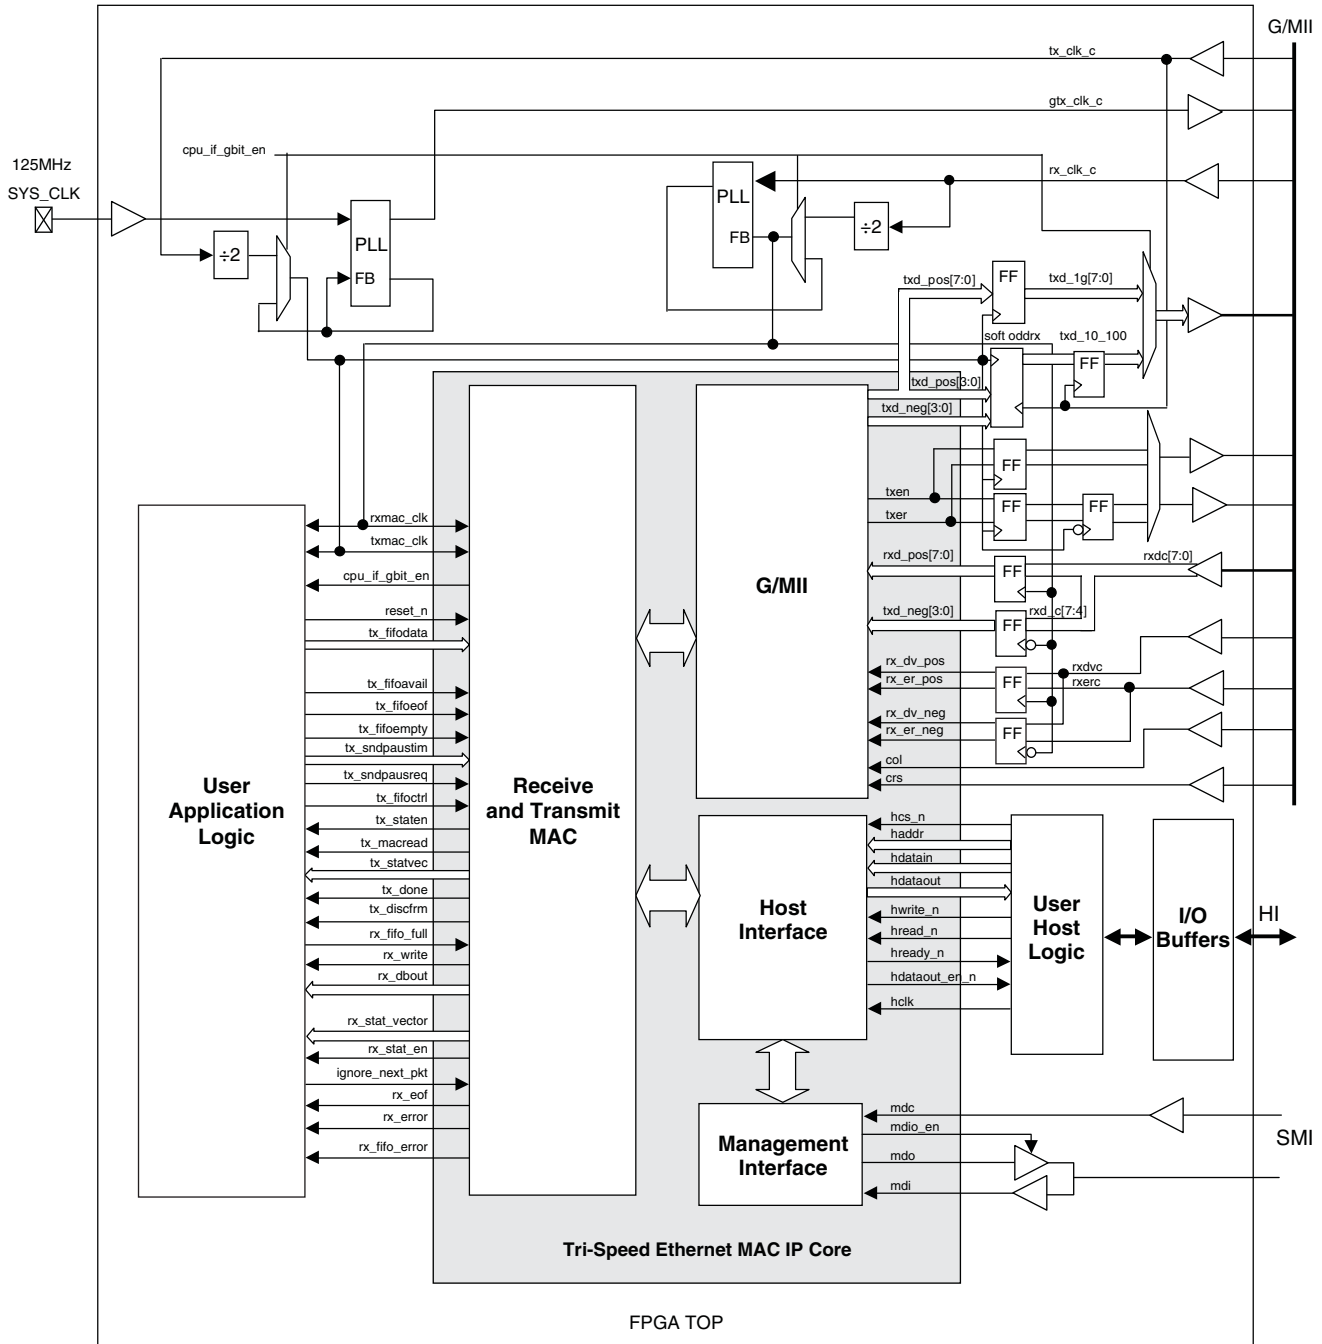 G/MII
tx_clk_c
gtx_clk_c
cpu_if_gbit_en
125MHz
SYS_CLK
rx_clk_c
PLL
FB
÷2
÷2
PLL
FB
txd_pos[7:0]
FF
txd_1g[7:0]
soft oddrx
txd_10_100
FF
txd_pos[3:0]
txd_neg[3:0]
FF
txen
FF
FF
txer
rxmac_clk
txmac_clk
cpu_if_gbit_en
reset_n
tx_fifodata
tx_fifoavail
tx_fifoeof
tx_fifoempty
tx_sndpaustim
tx_sndpausreq
tx_fifoctrl
tx_staten
tx_macread
tx_statvec
tx_done
tx_discfrm
rx_fifo_full
rx_write
rx_dbout
rx_stat_vector
rx_stat_en
ignore_next_pkt
rx_eof
rx_error
rx_fifo_error
User
Application
Logic
Receive
and Transmit
MAC
G/MII
rxd_pos[7:0]
FF
rxdc[7:0]
txd_neg[3:0]
FF
rxd_c[7:4]
rx_dv_pos
rx_er_pos
FF
rxdvc
rxerc
rx_dv_neg
rx_er_neg
FF
col
crs
Host
Interface
hcs_n
haddr
hdatain
hdataout
hwrite_n
hread_n
hready_n
hdataout_en_n
hclk
User
Host
Logic
I/O
Buffers
HI
Management
Interface
mdc
mdio_en
mdo
mdi
SMI
Tri-Speed Ethernet MAC IP Core
FPGA TOP